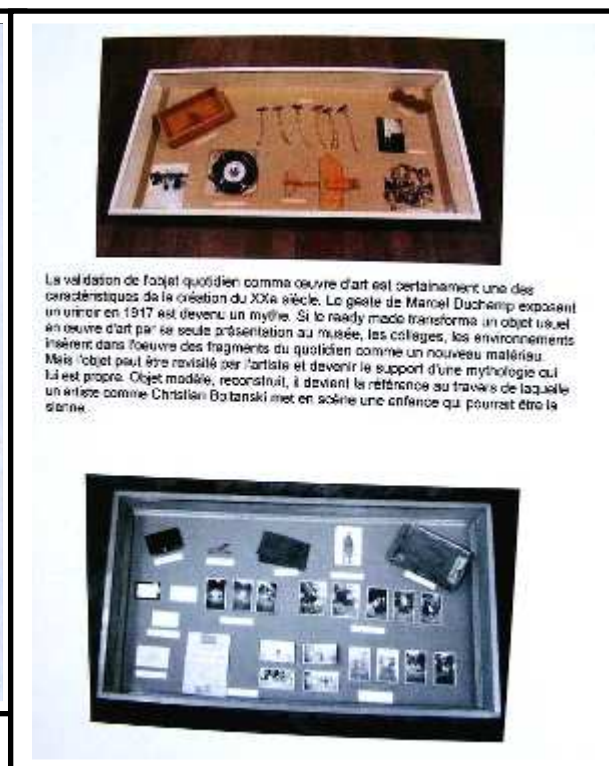 La validation de l'objet quotidien comme œuvre d'art est certainement une des
caractéristiques de la création du XXe siècle. Le geste de Marcel Duchamp exposant
un urinoir en 1917 est devenu un mythe. Si le ready made transforme un objet usuel
en œuvre d'art par sa seule présentation au musée, les collages, les environnements
insèrent dans l'oeuvre des fragments du quotidien comme un nouveau matériau.
Mais l'objet peut être revisité par l'artiste et devenir le support d'une mythologie qui
lui est propre. Objet modèle, reconstruit, il devient la référence au travers de laquelle
un artiste comme Christian Boltanski met en scène une enfance qui pourrait être la
sienne.